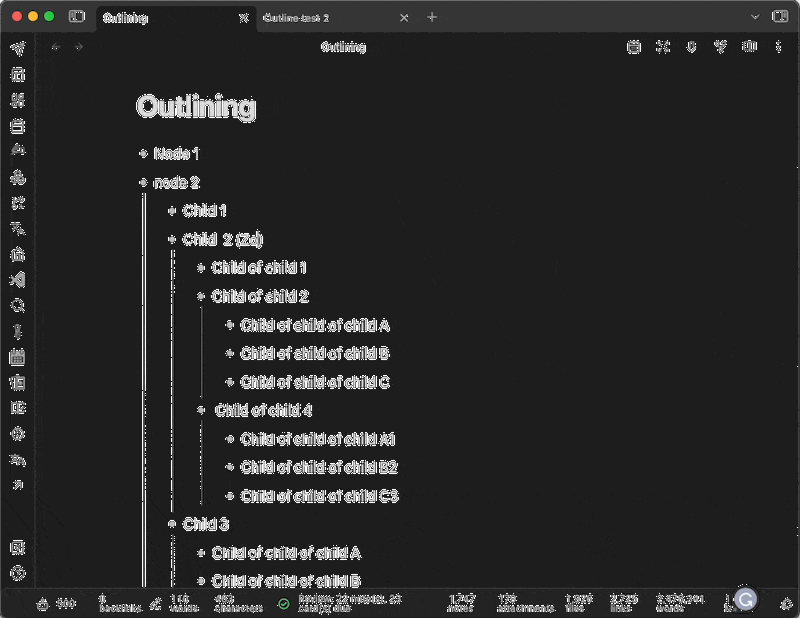 Outlining
Outline test 2
Outlining
Outlining
Node 1
node 2
Child 1
Child 2 (2d)
Child of child 1
Child of child 2
Child of child of child A
Child of child of child B
Child of child of child C
Child of child 4
Child of child of child A1
Child of child of child B2
Child of child of child C3
Child 3
Child of child of child A
Child of child of child B